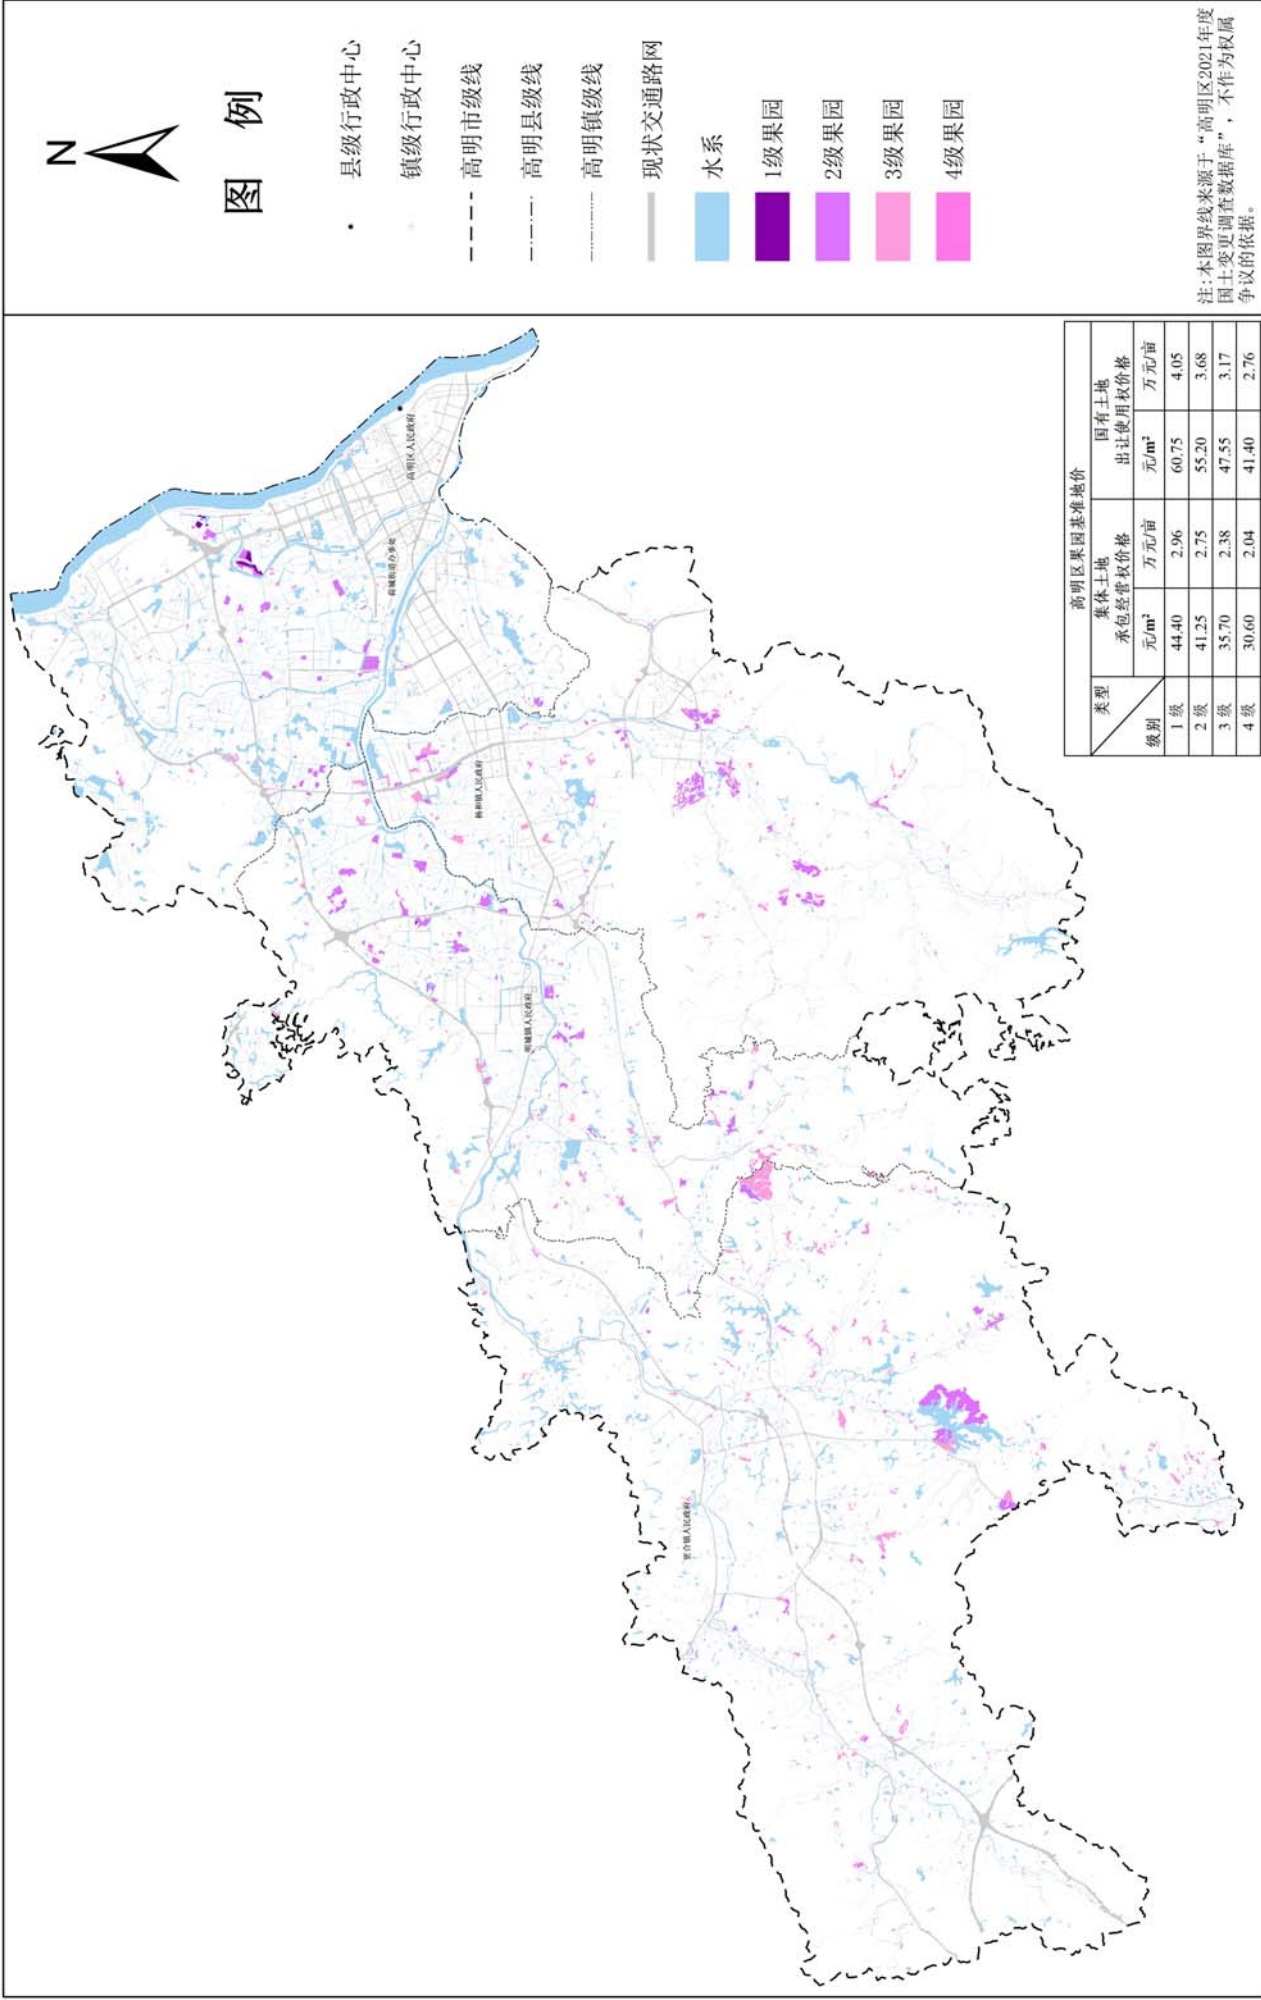 N
图 例
县级行政中心
镇级行政中心
高明市级线
高明县级线
高明镇级线
现状交通路网
水系
1级果园
2级果园
3级果园
4级果园
注:本图界线来源于“高明区2021年度
国土变更调查数据库”,不作为权属
争议的依据。
高明区人民政府
荷城街道办事处
杨和镇人民政府
明城镇人民政府
更合镇人民政府
高明区果园基准地价
类型 集体土地 国有土地
承包经营权价格 出让使用权价格
级别 元/m² 万元/亩 元/m² 万元/亩
1 级 44.40 2.96 60.75 4.05
2 级 41.25 2.75 55.20 3.68
3 级 35.70 2.38 47.55 3.17
4 级 30.60 2.04 41.40 2.76